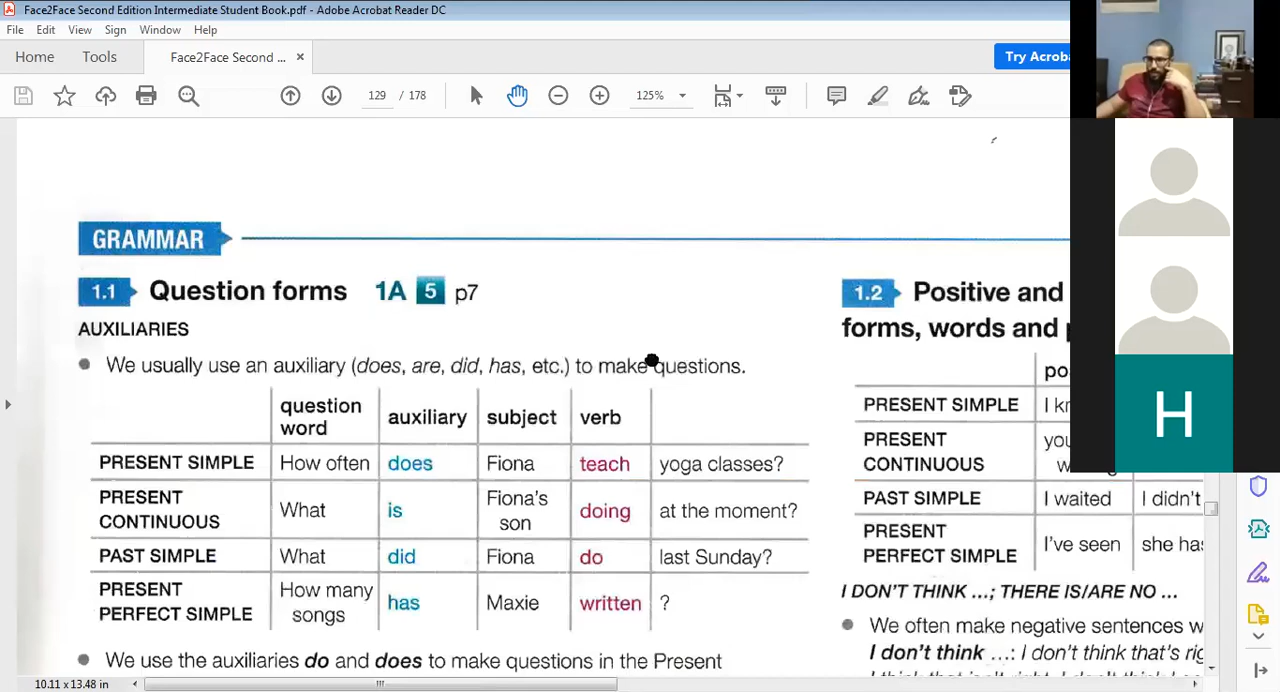 Face2Face Second Edition Intermediate Student Book.pdf - Adobe Acrobat Reader DC
File Edit View Sign Window Help
Home Tools Face2Face Second ... × Try Acroba
129 / 178 125%
GRAMMAR
1.1 Question forms 1A 5 p7
AUXILIARIES
We usually use an auxiliary (does, are, did, has, etc.) to make questions.
question word auxiliary subject verb
PRESENT SIMPLE How often does Fiona teach yoga classes?
PRESENT CONTINUOUS What is Fiona's son doing at the moment?
PAST SIMPLE What did Fiona do last Sunday?
PRESENT PERFECT SIMPLE How many songs has Maxie written ?
We use the auxiliaries do and does to make questions in the Present
1.2 Positive and
forms, words and
po
PRESENT SIMPLE I kr
PRESENT CONTINUOUS you
PAST SIMPLE I waited I didn't
PRESENT PERFECT SIMPLE I've seen she has
I DON'T THINK ...; THERE IS/ARE NO ...
We often make negative sentences w
I don't think ...: I don't think that's rig
H
10.11 x 13.48 in